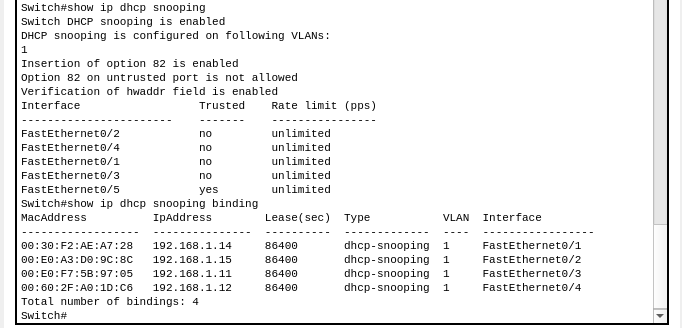 Switch#show ip dhcp snooping
Switch DHCP snooping is enabled
DHCP snooping is configured on following VLANs:
1
Insertion of option 82 is enabled
Option 82 on untrusted port is not allowed
Verification of hwaddr field is enabled
Interface                  Trusted    Rate limit (pps)
-----------------------    -------    ----------------
FastEthernet0/2            no         unlimited
FastEthernet0/4            no         unlimited
FastEthernet0/1            no         unlimited
FastEthernet0/3            no         unlimited
FastEthernet0/5            yes        unlimited
Switch#show ip dhcp snooping binding
MacAddress          IpAddress        Lease(sec)  Type           VLAN  Interface
------------------  ---------------  ----------  -------------  ----  -----------------
00:30:F2:AE:A7:28   192.168.1.14     86400       dhcp-snooping  1     FastEthernet0/1
00:E0:A3:D0:9C:8C   192.168.1.15     86400       dhcp-snooping  1     FastEthernet0/2
00:E0:F7:5B:97:05   192.168.1.11     86400       dhcp-snooping  1     FastEthernet0/3
00:60:2F:A0:1D:C6   192.168.1.12     86400       dhcp-snooping  1     FastEthernet0/4
Total number of bindings: 4
Switch#